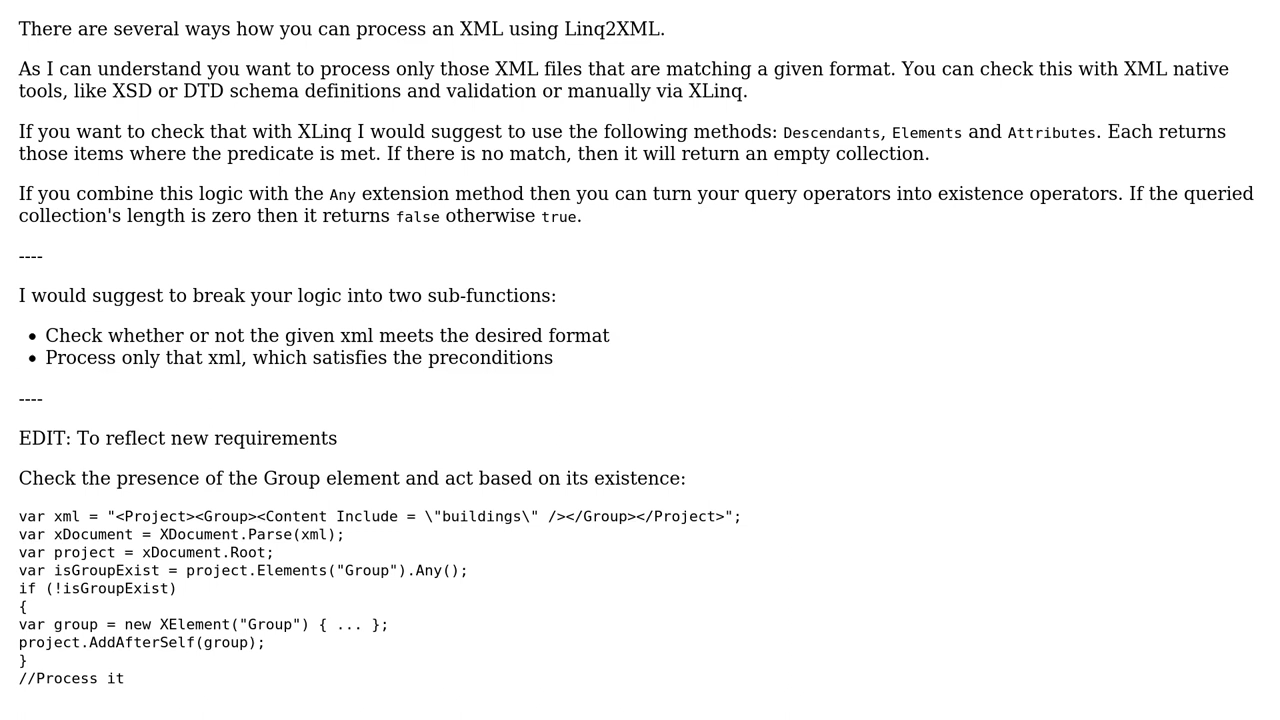 There are several ways how you can process an XML using Linq2XML.
As I can understand you want to process only those XML files that are matching a given format. You can check this with XML native
tools, like XSD or DTD schema definitions and validation or manually via XLinq.
If you want to check that with XLinq I would suggest to use the following methods: Descendants, Elements and Attributes. Each returns
those items where the predicate is met. If there is no match, then it will return an empty collection.
If you combine this logic with the Any extension method then you can turn your query operators into existence operators. If the queried
collection's length is zero then it returns false otherwise true.
----
I would suggest to break your logic into two sub-functions:
• Check whether or not the given xml meets the desired format
• Process only that xml, which satisfies the preconditions
----
EDIT: To reflect new requirements
Check the presence of the Group element and act based on its existence:
var xml = "<Project><Group><Content Include = \"buildings\" /></Group></Project>";
var xDocument = XDocument.Parse(xml);
var project = xDocument.Root;
var isGroupExist = project.Elements("Group").Any();
if (!isGroupExist)
{
var group = new XElement("Group") { ... };
project.AddAfterSelf(group);
}
//Process it